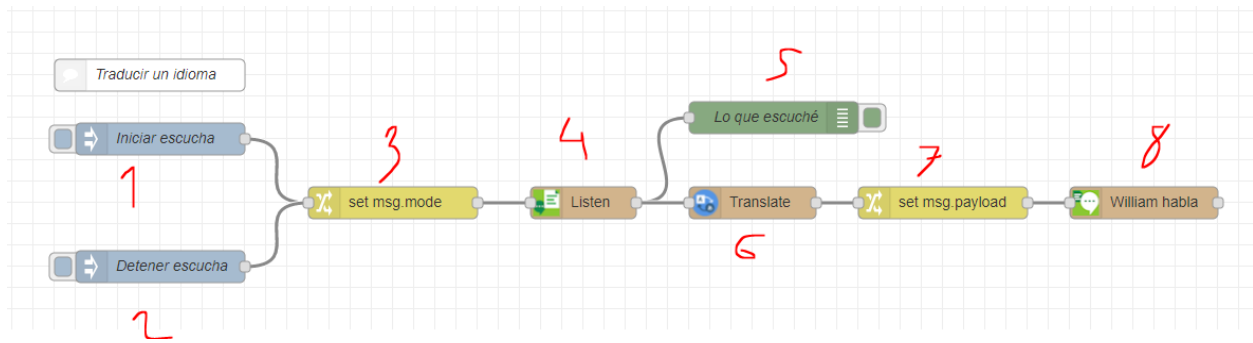 Traducir un idioma
5
Lo que escuché
Iniciar escucha
1
3
4
7
8
set msg.mode
Listen
Translate
set msg.payload
William habla
6
Detener escucha
2